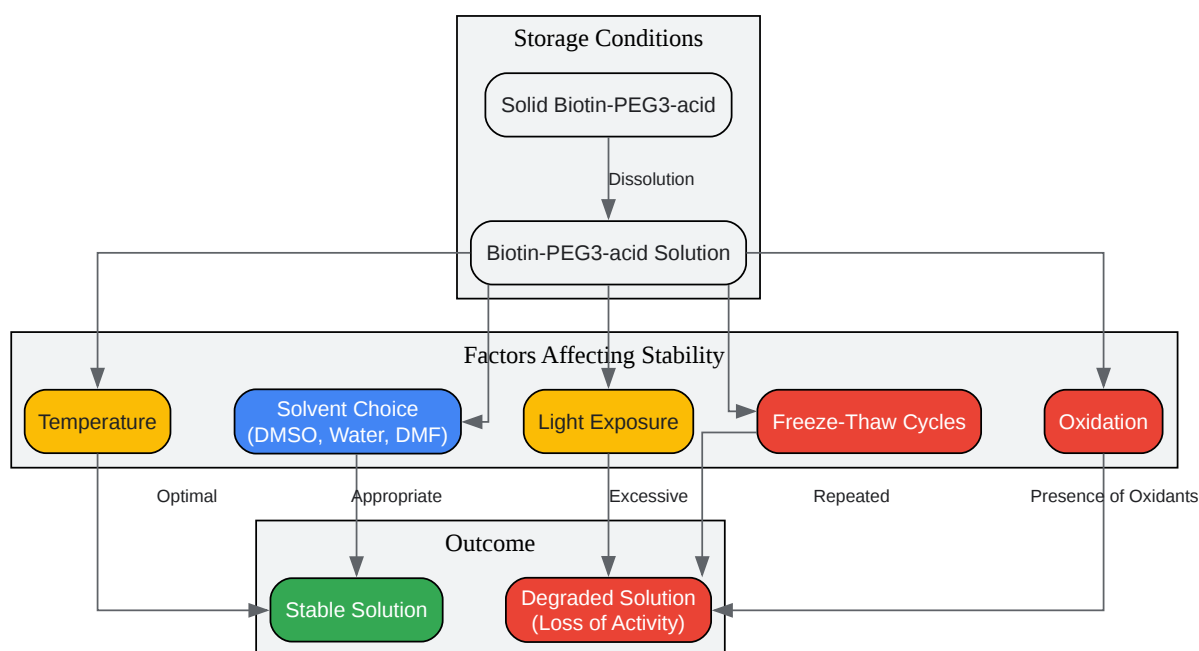 Storage Conditions
Solid Biotin-PEG3-acid
Dissolution
Biotin-PEG3-acid Solution
Factors Affecting Stability
Temperature
Solvent Choice
(DMSO, Water, DMF)
Light Exposure
Freeze-Thaw Cycles
Oxidation
Optimal
Appropriate
Excessive
Repeated
Presence of Oxidants
Outcome
Stable Solution
Degraded Solution
(Loss of Activity)